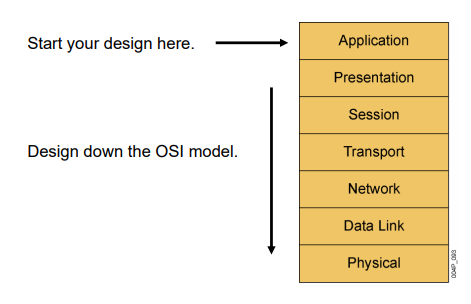 Start your design here.
Application
Presentation
Session
Design down the OSI model.
Transport
Network
Data Link
Physical
004P_093